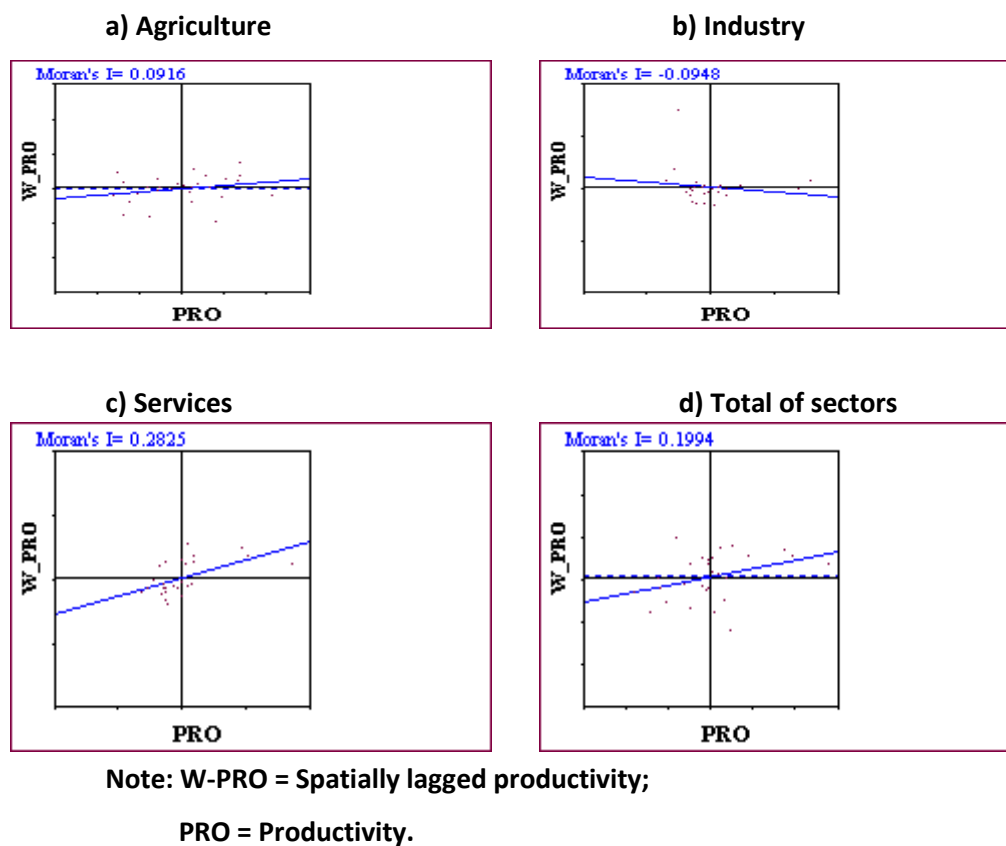 a) Agriculture
b) Industry
Moran's I= 0.0916
W_PRO
PRO
Moran's I= -0.0948
W_PRO
PRO
c) Services
d) Total of sectors
Moran's I= 0.2825
W_PRO
PRO
Moran's I= 0.1994
W_PRO
PRO
Note: W-PRO = Spatially lagged productivity;
PRO = Productivity.